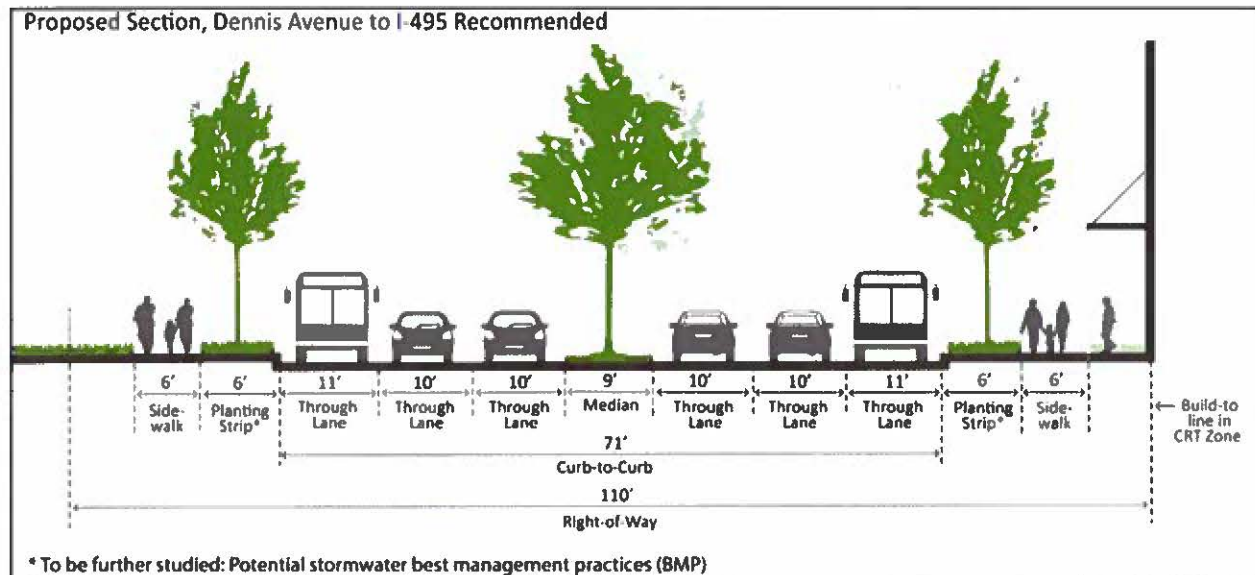 Proposed Section, Dennis Avenue to I-495 Recommended
6' 6' 11' 10' 10' 9' 10' 10' 11' 6' 6'
Side-
walk
Planting
Strip*
Through
Lane
Through
Lane
Through
Lane
Median
Through
Lane
Through
Lane
Through
Lane
Planting
Strip*
Side-
walk
Build-to
line in
CRT Zone
71'
Curb-to-Curb
110'
Right-of-Way
* To be further studied: Potential stormwater best management practices (BMP)